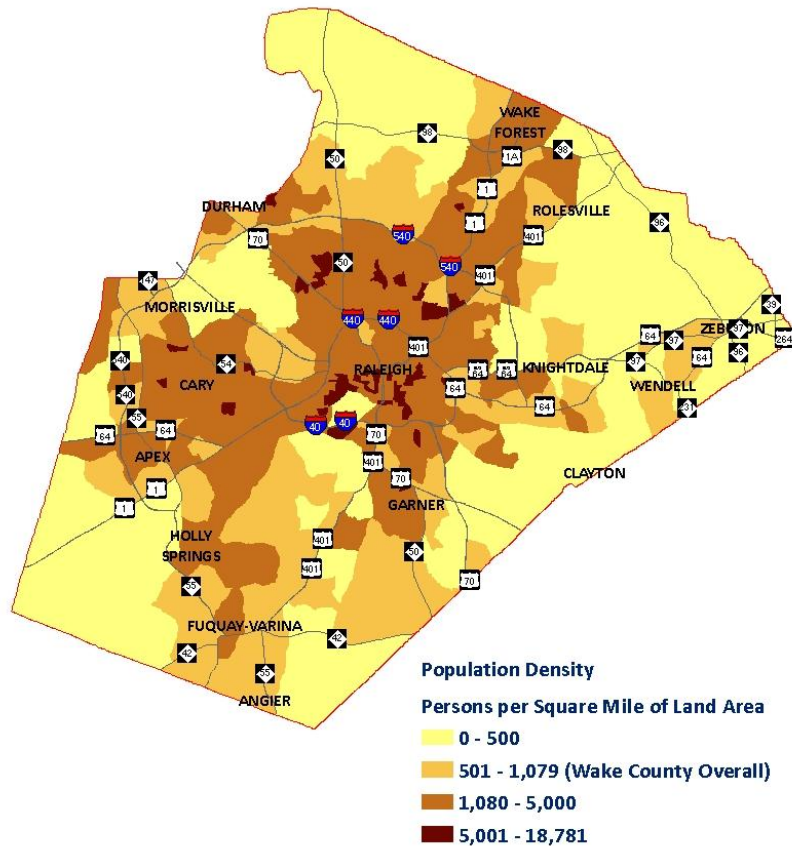 WAKE
FOREST
98
98
50
1A
1
DURHAM
ROLESVILLE
1
96
70
540
401
50
540
401
147
39
MORRISVILLE
440
440
ZEBULON
97
64
97
264
401
540
54
RALEIGH
64
96
64
KNIGHTDALE
97
CARY
64
WENDELL
540
55
64
231
40
40
70
64
64
APEX
401
CLAYTON
70
1
GARNER
1
HOLLY
SPRINGS
401
50
401
70
55
FUQUAY-VARINA
42
42
55
ANGIER
Population Density
Persons per Square Mile of Land Area
0 - 500
501 - 1,079 (Wake County Overall)
1,080 - 5,000
5,001 - 18,781